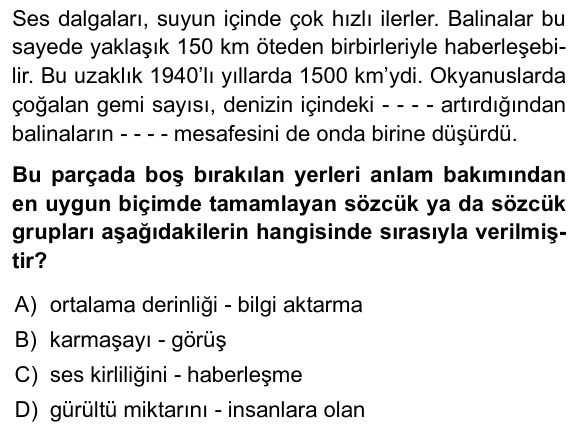 Ses dalgaları, suyun içinde çok hızlı ilerler. Balinalar bu
sayede yaklaşık 150 km öteden birbirleriyle haberleşebi-
lir. Bu uzaklık 1940’lı yıllarda 1500 km’ydi. Okyanuslarda
çoğalan gemi sayısı, denizin içindeki - - - - artırdığından
balinaların - - - - mesafesini de onda birine düşürdü.
Bu parçada boş bırakılan yerleri anlam bakımından
en uygun biçimde tamamlayan sözcük ya da sözcük
grupları aşağıdakilerin hangisinde sırasıyla verilmiş-
tir?
A) ortalama derinliği - bilgi aktarma
B) karmaşayı - görüş
C) ses kirliliğini - haberleşme
D) gürültü miktarını - insanlara olan